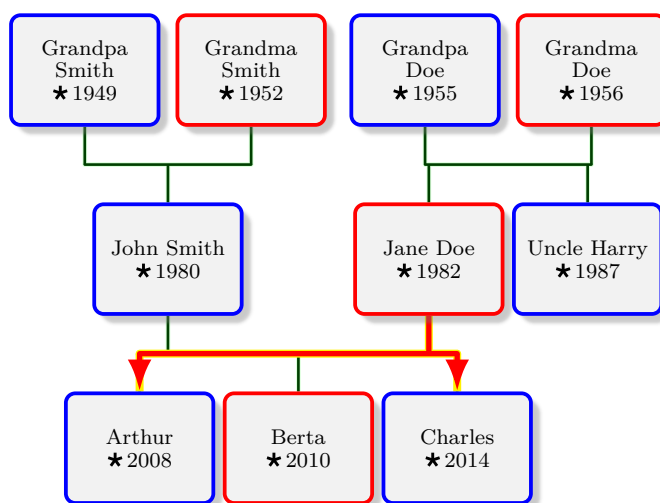 Grandpa
Smith
★ 1949
Grandma
Smith
★ 1952
Grandpa
Doe
★ 1955
Grandma
Doe
★ 1956
John Smith
★ 1980
Jane Doe
★ 1982
Uncle Harry
★ 1987
Arthur
★ 2008
Berta
★ 2010
Charles
★ 2014